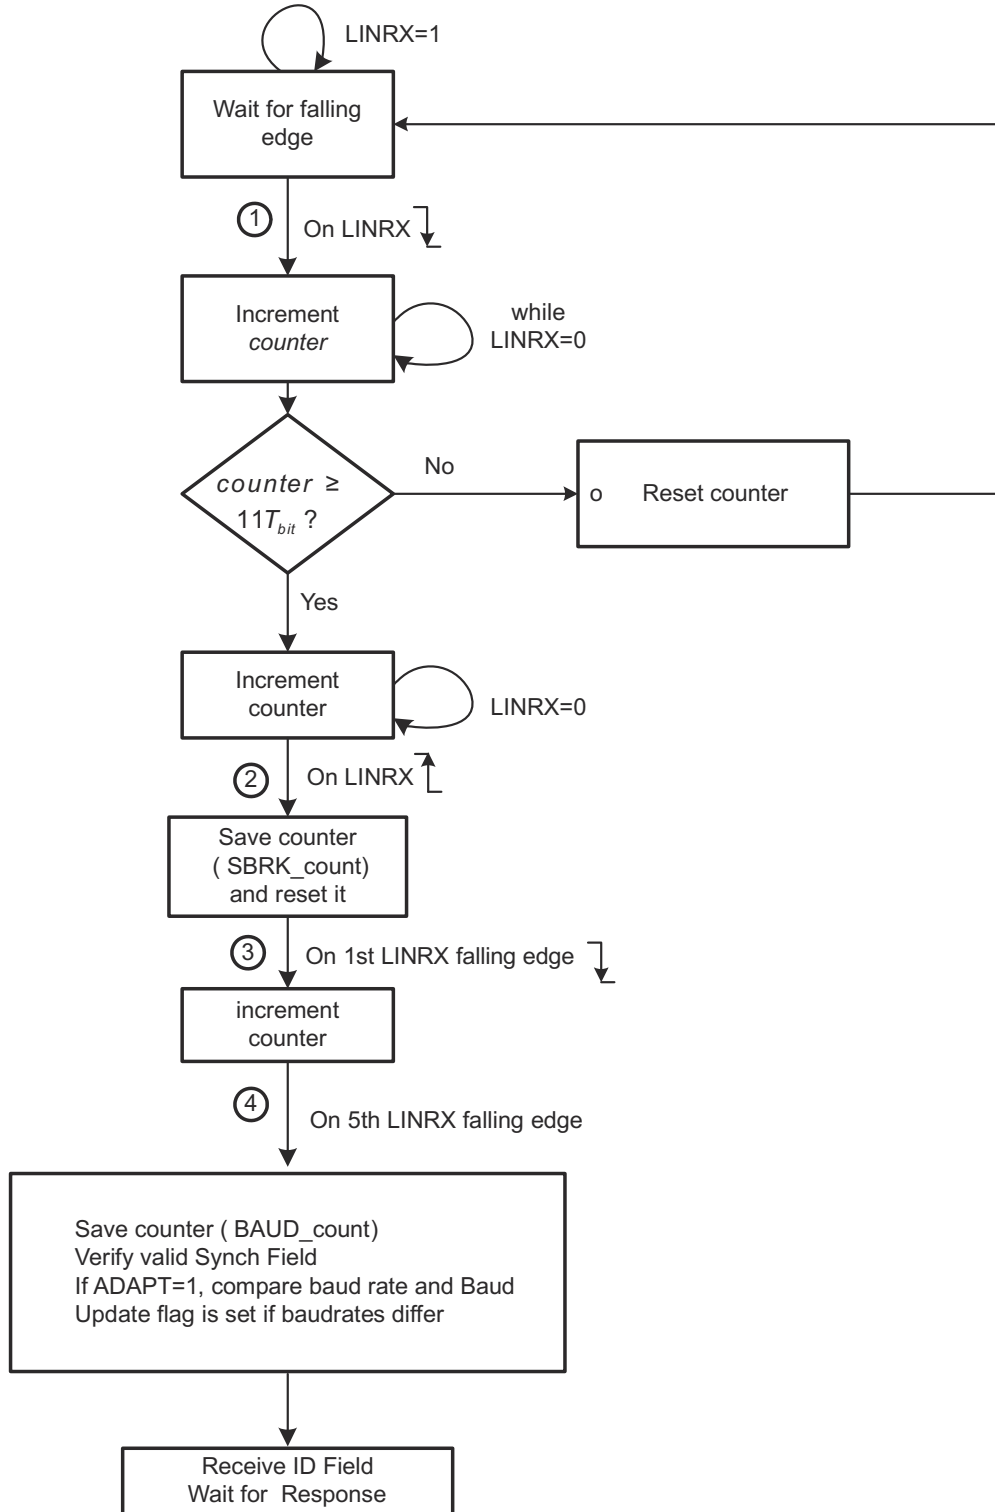 LINRX=1
Wait for falling
edge
1
On LINRX
Increment
counter
while
LINRX=0
counter ≥
11Tbit ?
No
o Reset counter
Yes
Increment
counter
LINRX=0
2
On LINRX
Save counter
( SBRK_count)
and reset it
3
On 1st LINRX falling edge
increment
counter
4
On 5th LINRX falling edge
Save counter ( BAUD_count)
Verify valid Synch Field
If ADAPT=1, compare baud rate and Baud
Update flag is set if baudrates differ
Receive ID Field
Wait for Response